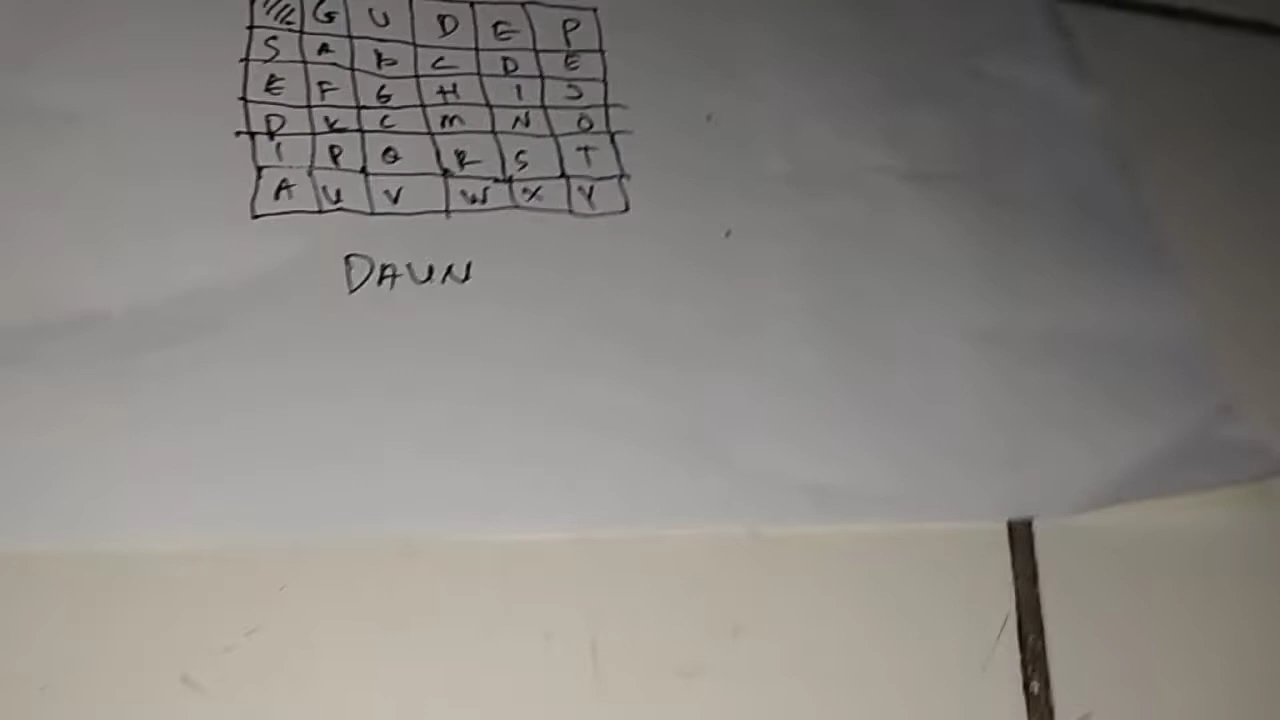 G U D E P
S A B C D E
E F G H I J
D K L M N O
I P Q R S T
A U V W X Y
DAUN